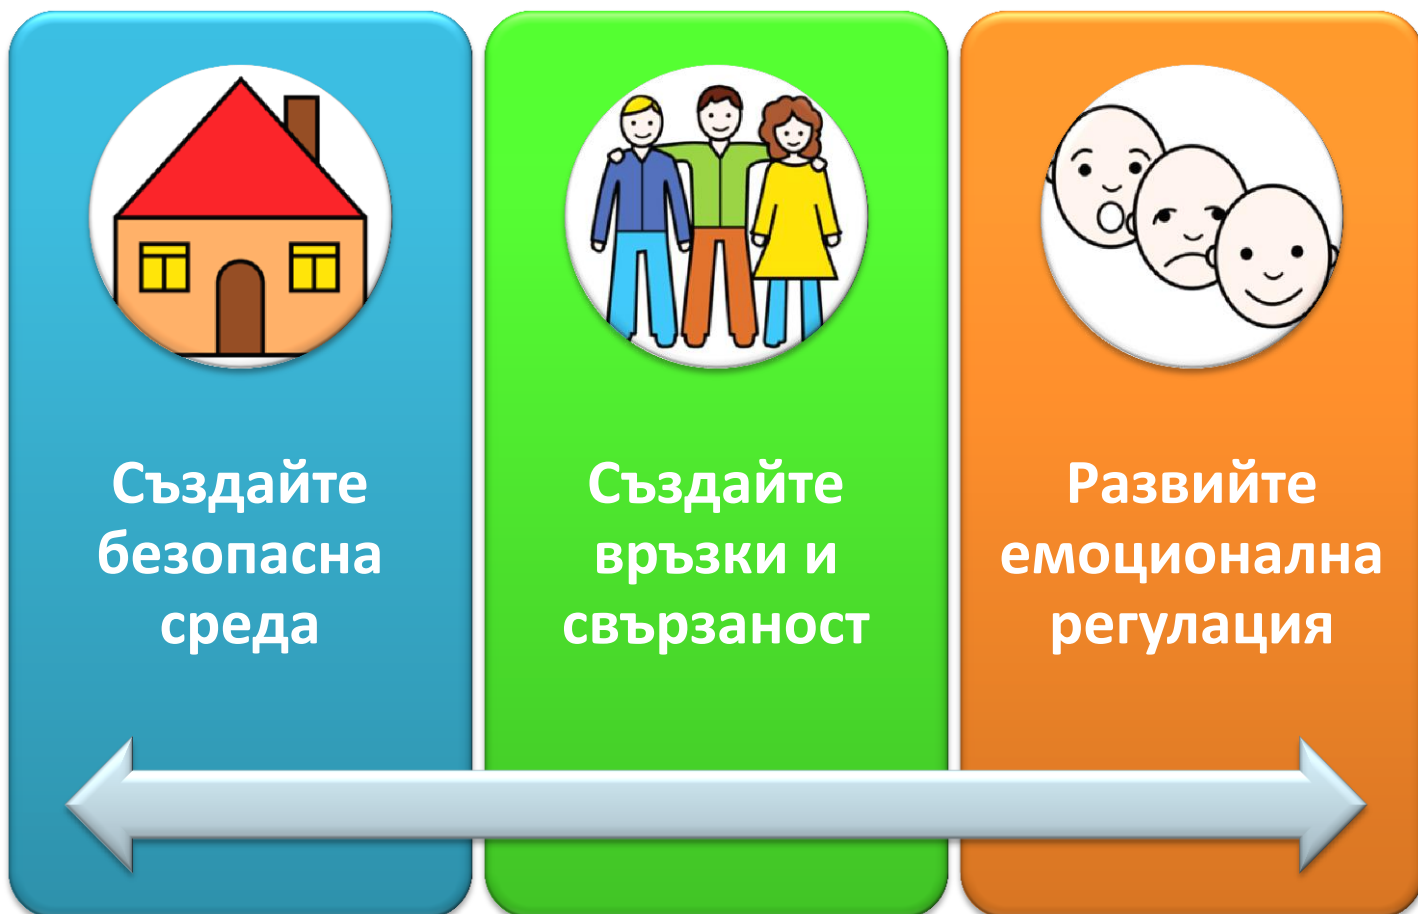 Създайте
безопасна
среда
Създайте
връзки и
свързаност
Развийте
емоционална
регулация